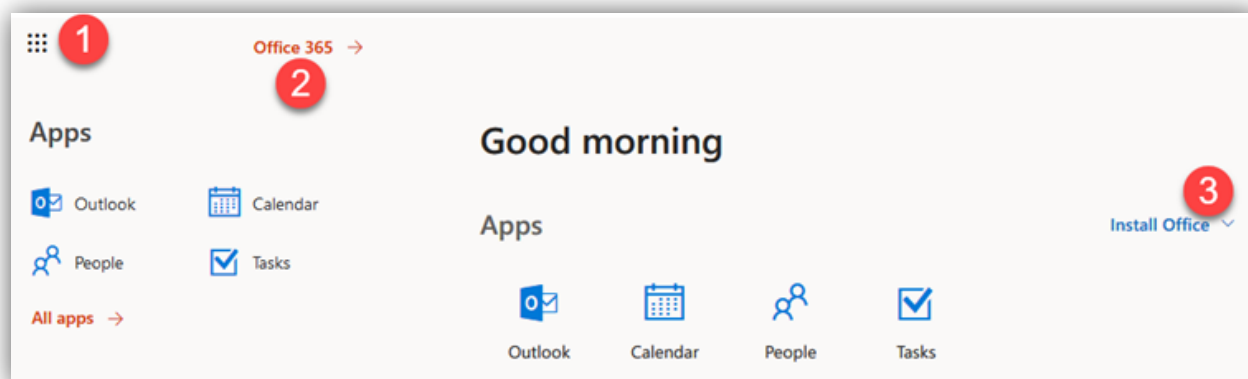 1
Office 365 →
2
Apps
Outlook
Calendar
People
Tasks
All apps →
Good morning
3
Apps
Install Office
Outlook
Calendar
People
Tasks